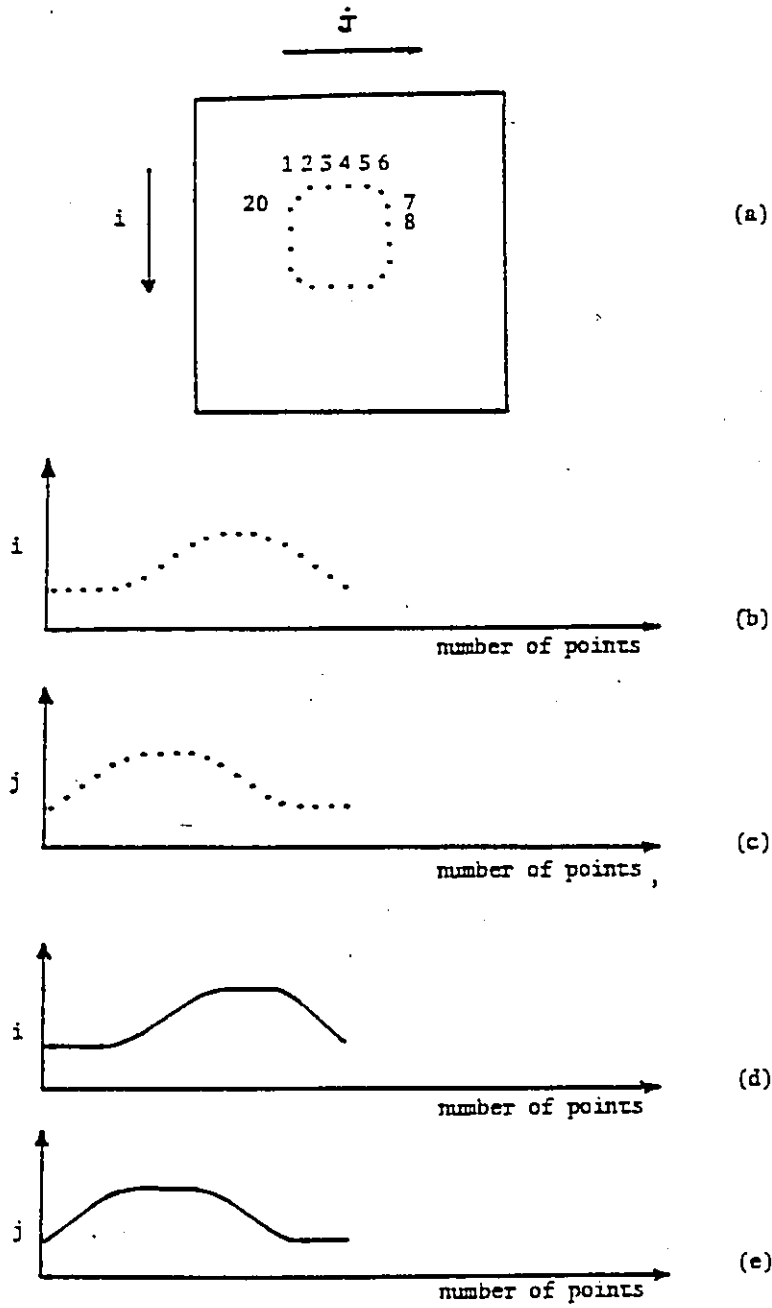 j
1 2 3 4 5 6
20
7
i
8
(a)
i
(b)
number of points
j
(c)
number of points ,
i
(d)
number of points
j
(e)
number of points